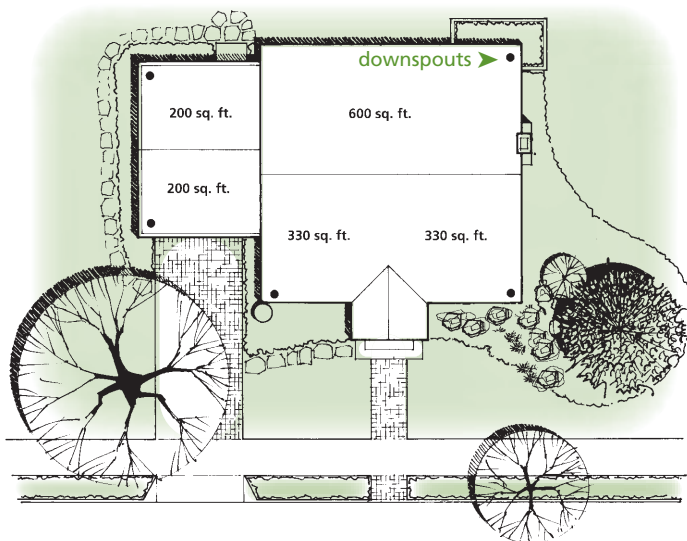 downspouts
200 sq. ft.
600 sq. ft.
200 sq. ft.
330 sq. ft.
330 sq. ft.